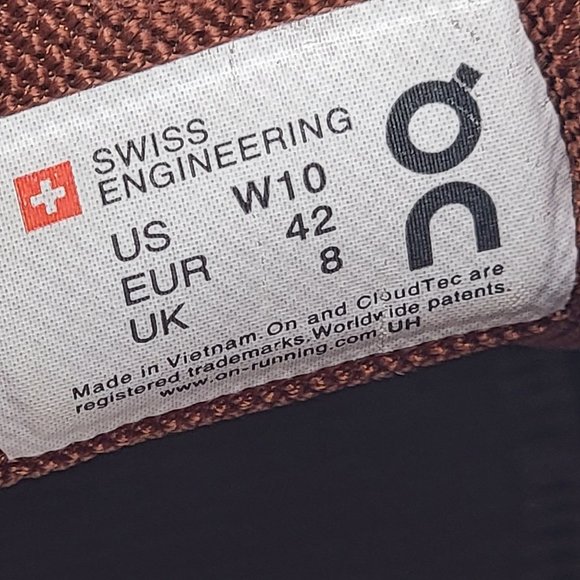 SWISS
ENGINEERING
US W10
EUR 42
UK 8
On
Made in Vietnam. On and CloudTec are
registered trademarks. Worldwide patents.
www.on-running.com UH